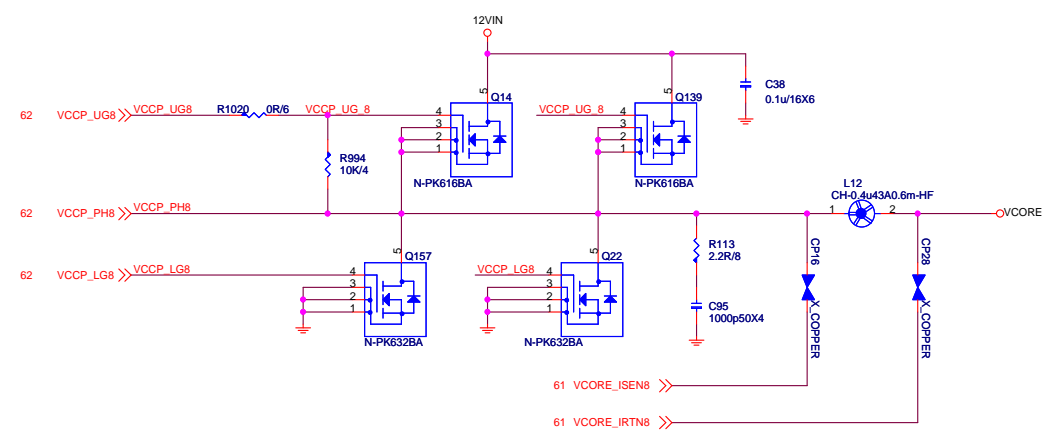 12VIN
C38
0.1u/16X6
62 VCCP_UG8 VCCP_UG8 R1020 0R/6 VCCP_UG_8
5 Q14
4
3
2
1
N-PK616BA
VCCP_UG_8
5 Q139
4
3
2
1
N-PK616BA
R994
10K/4
62 VCCP_PH8 VCCP_PH8
L12
CH-0.4u43A0.6m-HF
1 2
VCORE
62 VCCP_LG8 VCCP_LG8
5 Q157
4
3
2
1
N-PK632BA
VCCP_LG8
5 Q22
4
3
2
1
N-PK632BA
R113
2.2R/8
C95
1000p50X4
CP16
X_COPPER
CP28
X_COPPER
61 VCORE_ISEN8
61 VCORE_IRTN8